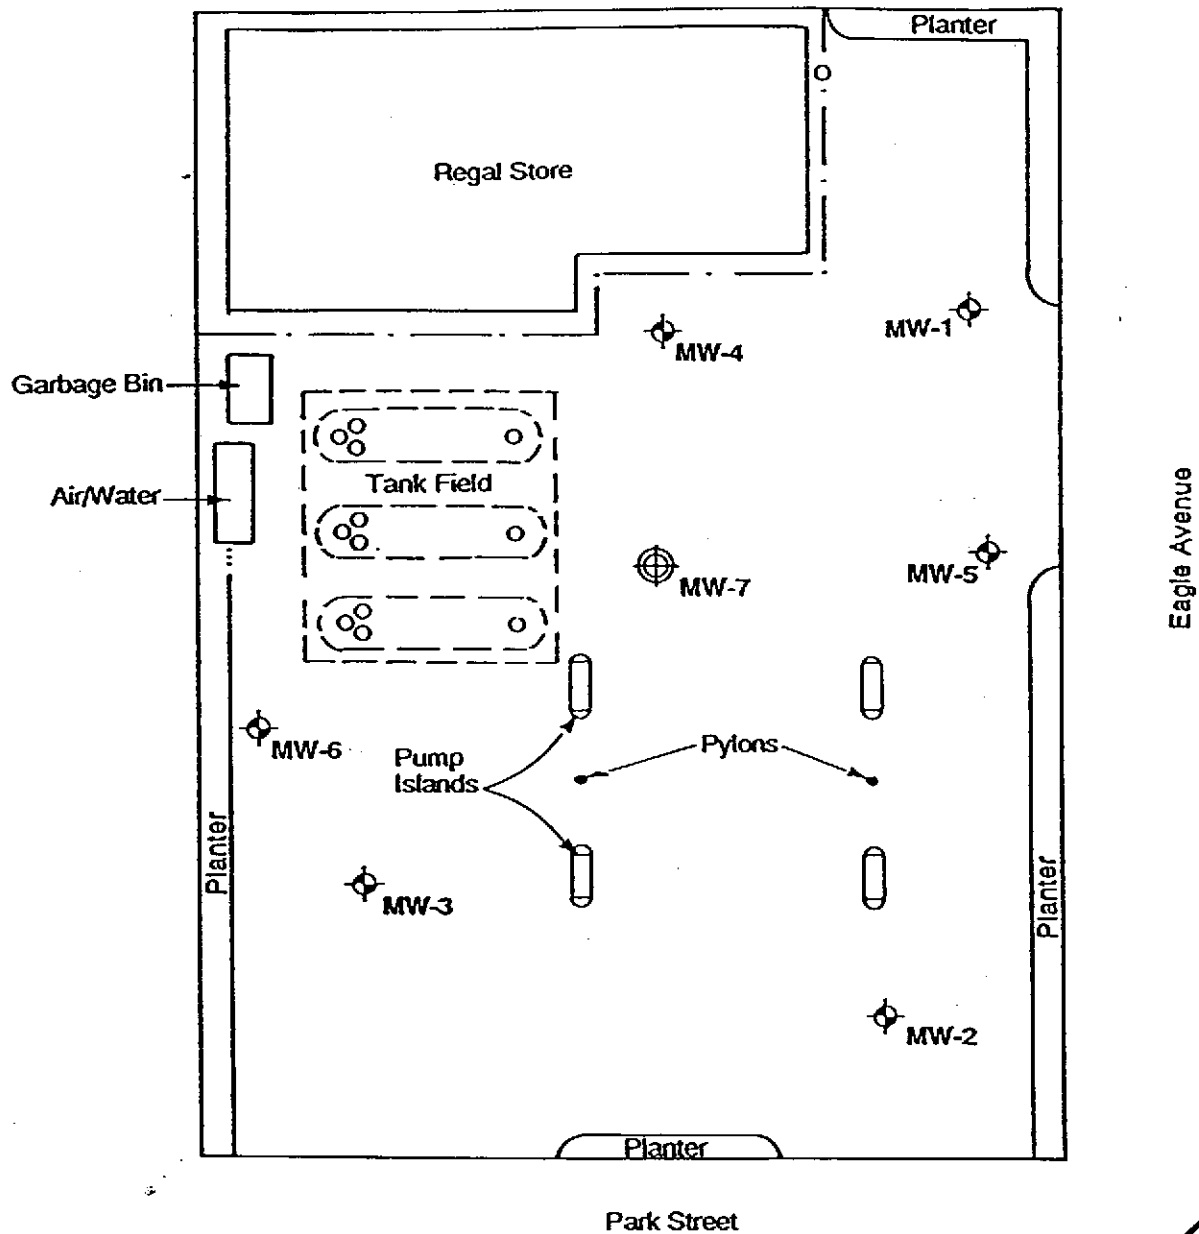 Planter
Regal Store
MW-1
MW-4
Garbage Bin
Tank Field
Air/Water
Eagle Avenue
MW-5
MW-7
MW-6
Pump
Islands
Pylons
Planter
Planter
MW-3
MW-2
Planter
Park Street